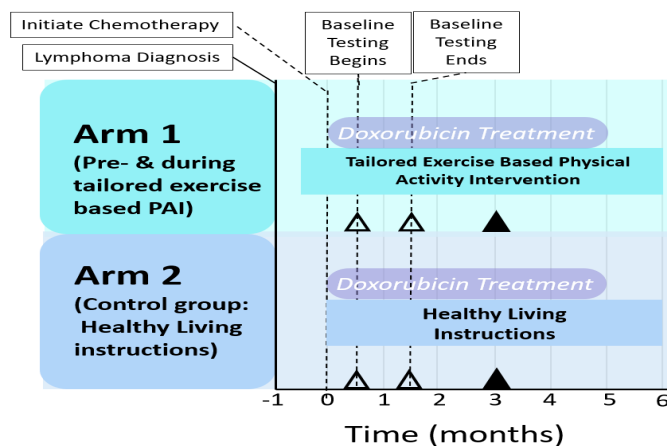 Initiate Chemotherapy
Lymphoma Diagnosis
Baseline
Testing
Begins
Baseline
Testing
Ends
Arm 1
(Pre- & during
tailored exercise
based PAI)
Doxorubicin Treatment
Tailored Exercise Based Physical
Activity Intervention
Arm 2
(Control group:
Healthy Living
instructions)
Doxorubicin Treatment
Healthy Living
Instructions
-1 0 1 2 3 4 5 6
Time (months)